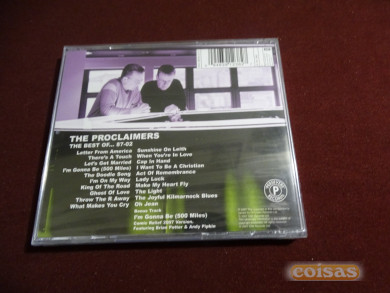 THE PROCLAIMERS
THE BEST OF... 87-02
Letter From America
There's A Touch
Let's Get Married
I'm Gonna Be (500 Miles)
The Doodle Song
I'm On My Way
King Of The Road
Ghost Of Love
Throw The R Away
What Makes You Cry
Sunshine On Leith
When You're In Love
Cap In Hand
I Want To Be A Christian
Act Of Remembrance
Lady Luck
Make My Heart Fly
The Light
The Joyful Kilmarnock Blues
Oh Jean
Bonus Track
I'm Gonna Be (500 Miles)
Comic Relief 2007 Version.
Featuring Brian Potter & Andy Pipkin
P
coisas